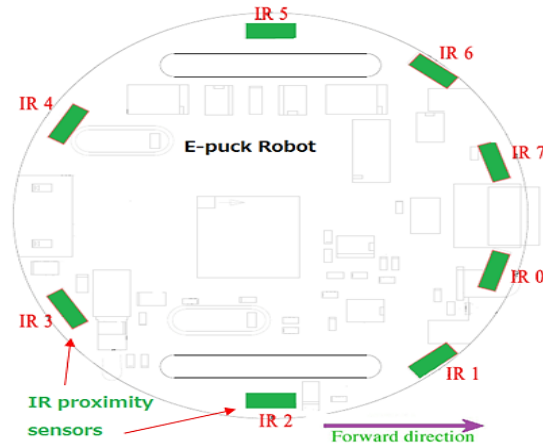 IR 5
IR 6
IR 4
E-puck Robot
IR 7
IR 0
IR 3
IR 1
IR proximity
sensors
IR 2
Forward direction